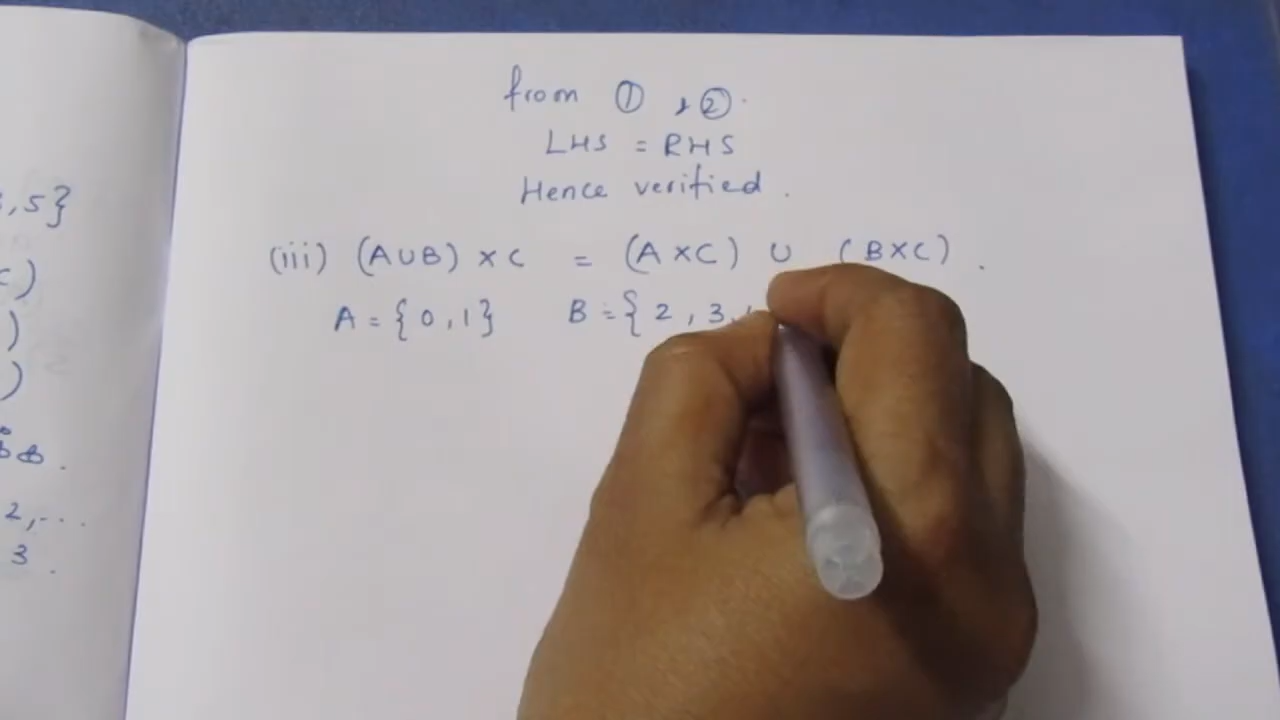 , 5}
)
)
)
2, ...
3 .
from ① , ② .
LHS = RHS
Hence verified .
(iii) (A∪B) × C = (A×C) ∪ (B×C) .
A = {0,1} B = {2, 3,